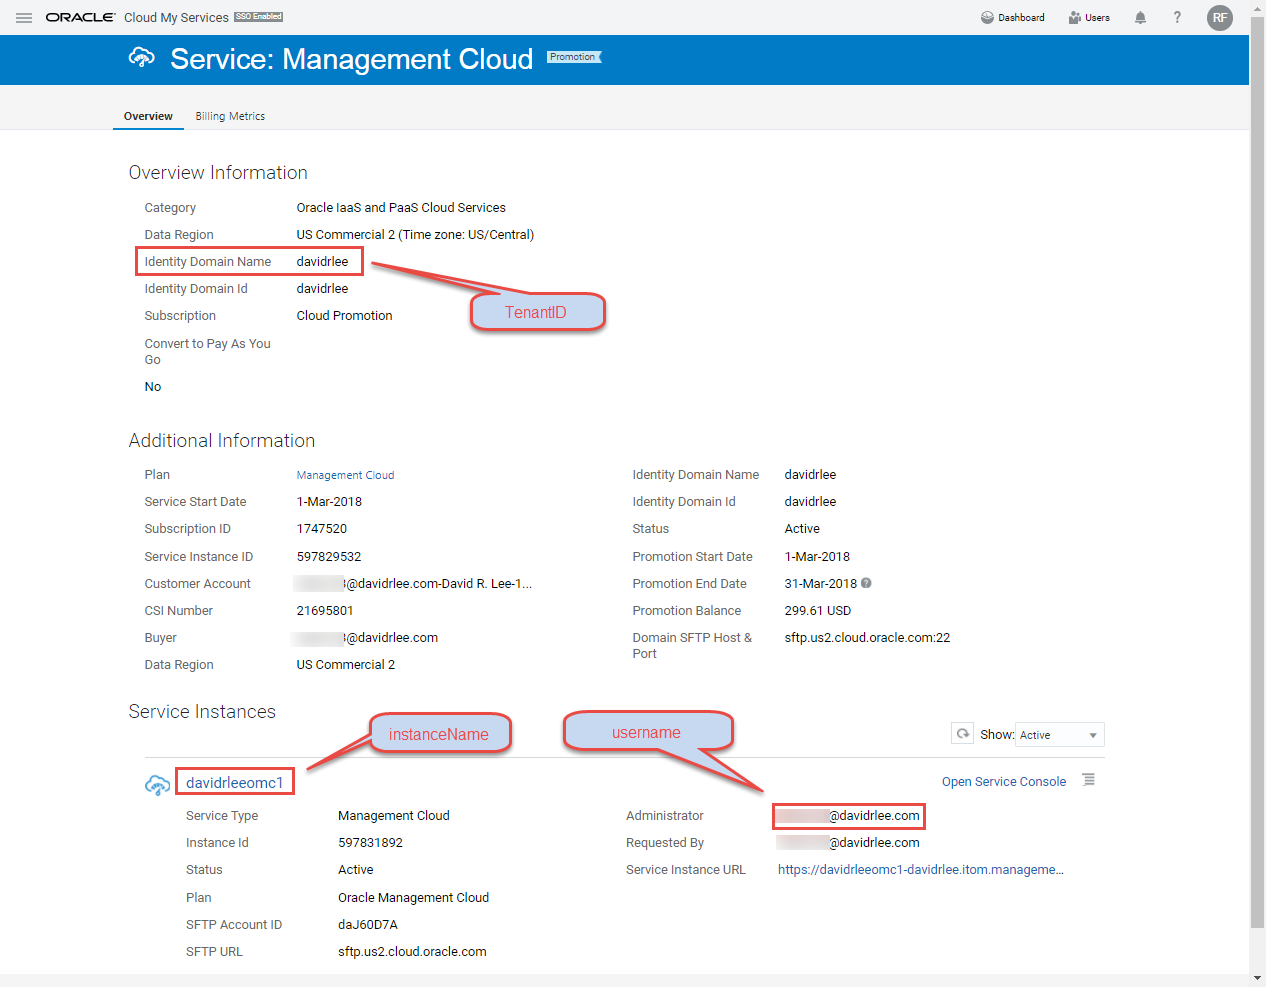 ORACLE Cloud My Services SSO Enabled Dashboard Users ? RF
Service: Management Cloud Promotion
Overview Billing Metrics
Overview Information
Category Oracle IaaS and PaaS Cloud Services
Data Region US Commercial 2 (Time zone: US/Central)
Identity Domain Name davidrlee
Identity Domain Id davidrlee
TenantID
Subscription Cloud Promotion
Convert to Pay As You
Go
No
Additional Information
Plan Management Cloud Identity Domain Name davidrlee
Service Start Date 1-Mar-2018 Identity Domain Id davidrlee
Subscription ID 1747520 Status Active
Service Instance ID 597829532 Promotion Start Date 1-Mar-2018
Customer Account @davidrlee.com-David R. Lee-1... Promotion End Date 31-Mar-2018 ?
CSI Number 21695801 Promotion Balance 299.61 USD
Buyer @davidrlee.com Domain SFTP Host & sftp.us2.cloud.oracle.com:22
Port
Data Region US Commercial 2
Service Instances
instanceName username Show: Active
davidrleeomc1 Open Service Console
Service Type Management Cloud Administrator @davidrlee.com
Instance Id 597831892 Requested By @davidrlee.com
Status Active Service Instance URL https://davidrleeomc1-davidrlee.itom.manageme...
Plan Oracle Management Cloud
SFTP Account ID daJ60D7A
SFTP URL sftp.us2.cloud.oracle.com